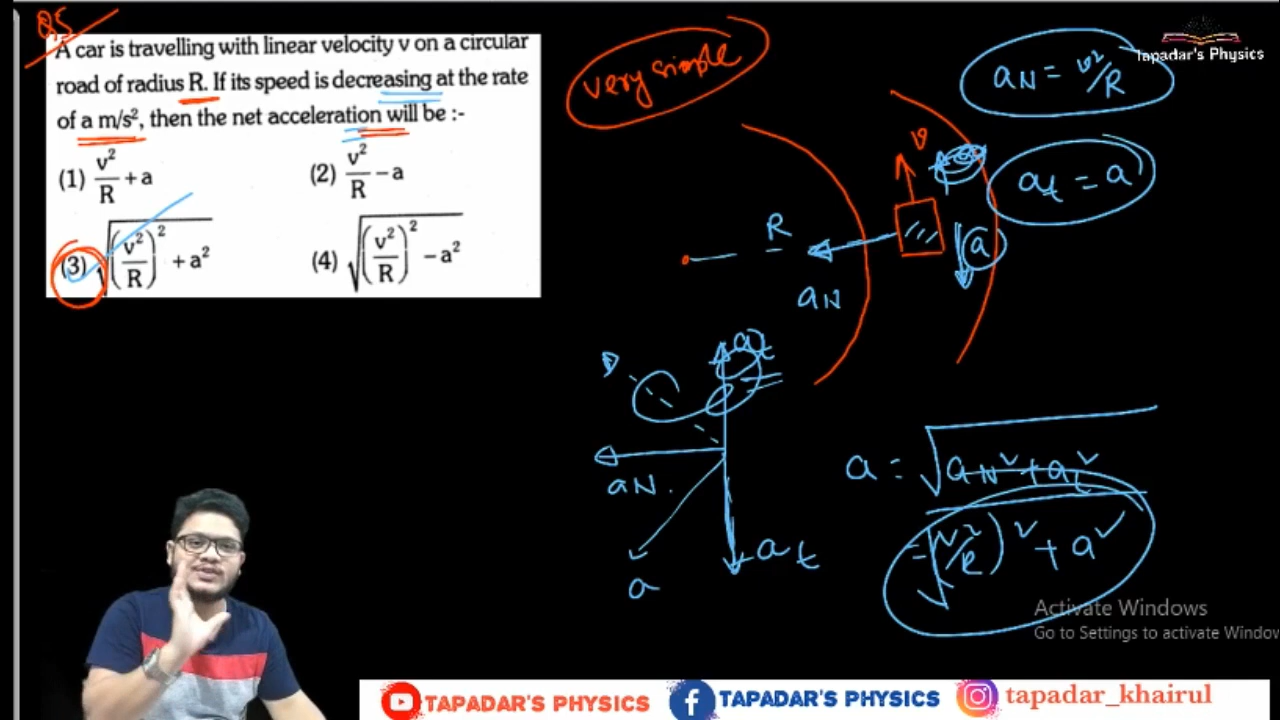 Q5
A car is travelling with linear velocity v on a circular
road of radius R. If its speed is decreasing at the rate
of a m/s², then the net acceleration will be :-
(1) v²/R + a
(2) v²/R − a
(3) √((v²/R)² + a²)
(4) √((v²/R)² − a²)
very simple
Tapadar's Physics
aN = v²/R
at = a
v
a
R
aN
at
aN
a
at
a = √(aN² + at²)
= √(v²/R)² + a²
Activate Windows
Go to Settings to activate Window
TAPADAR'S PHYSICS
TAPADAR'S PHYSICS
tapadar_khairul